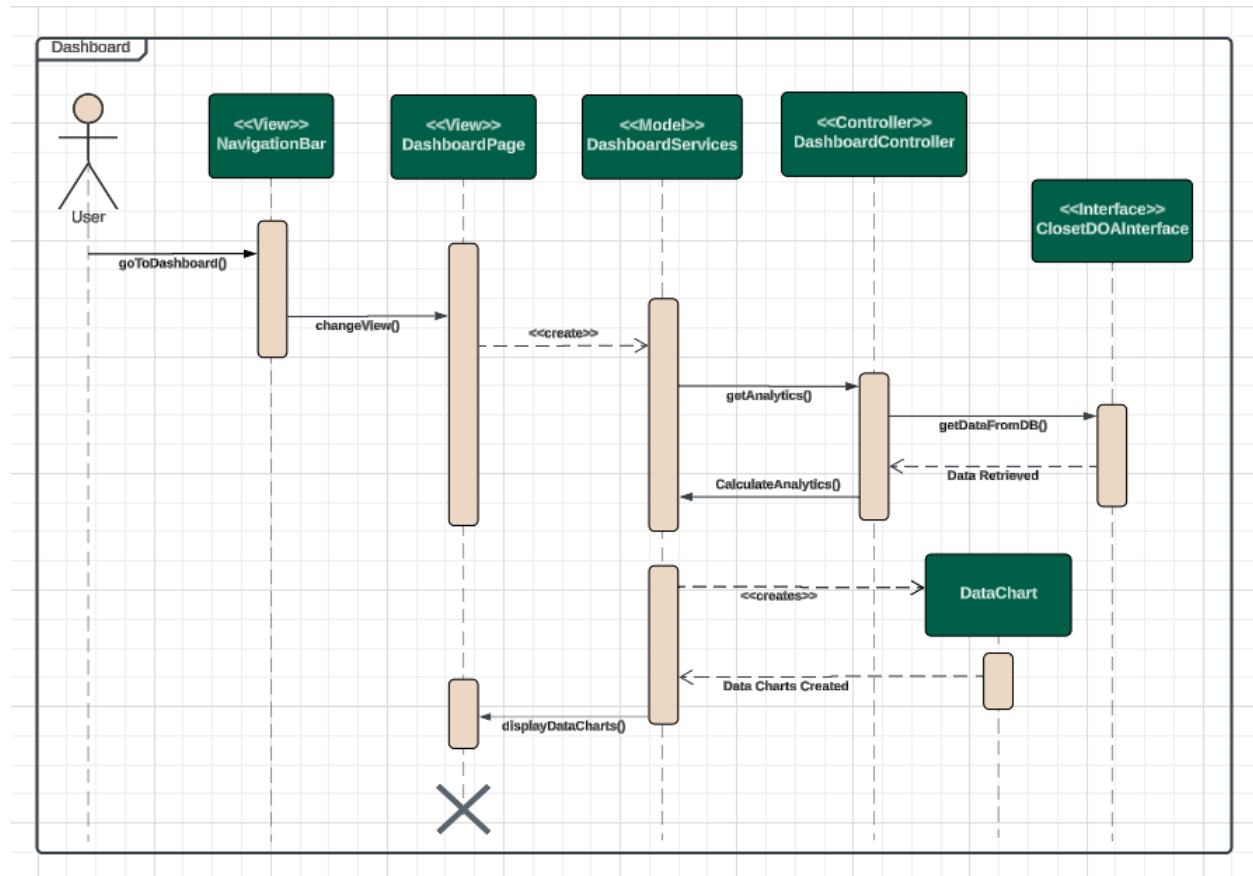 Dashboard
<<View>>
NavigationBar
<<View>>
DashboardPage
<<Model>>
DashboardServices
<<Controller>>
DashboardController
<<Interface>>
ClosetDOAInterface
User
goToDashboard()
changeView()
<<create>>
getAnalytics()
getDataFromDB()
Data Retrieved
CalculateAnalytics()
<<creates>>
DataChart
Data Charts Created
displayDataCharts()